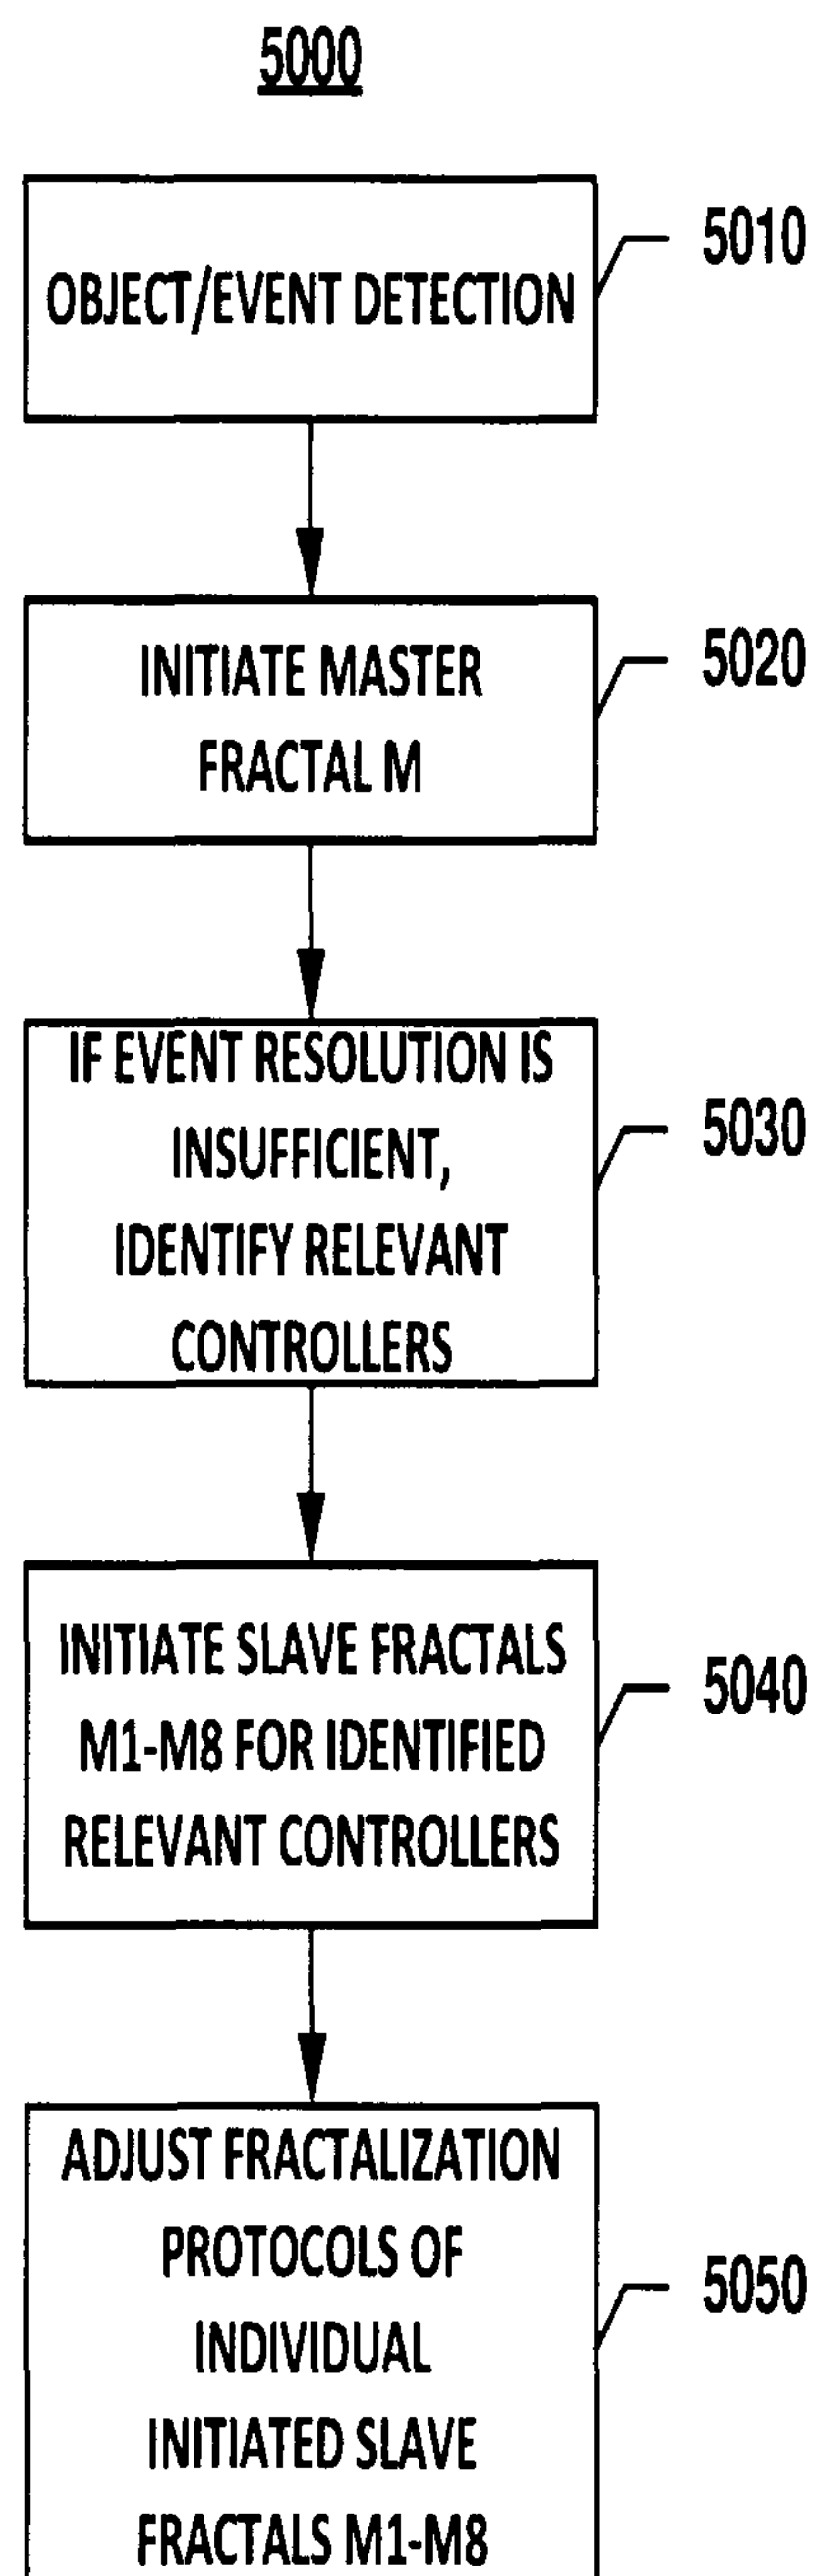 5000
OBJECT/EVENT DETECTION
5010
INITIATE MASTER
FRACTAL M
5020
IF EVENT RESOLUTION IS
INSUFFICIENT,
IDENTIFY RELEVANT
CONTROLLERS
5030
INITIATE SLAVE FRACTALS
M1-M8 FOR IDENTIFIED
RELEVANT CONTROLLERS
5040
ADJUST FRACTALIZATION
PROTOCOLS OF
INDIVIDUAL
INITIATED SLAVE
FRACTALS M1-M8
5050